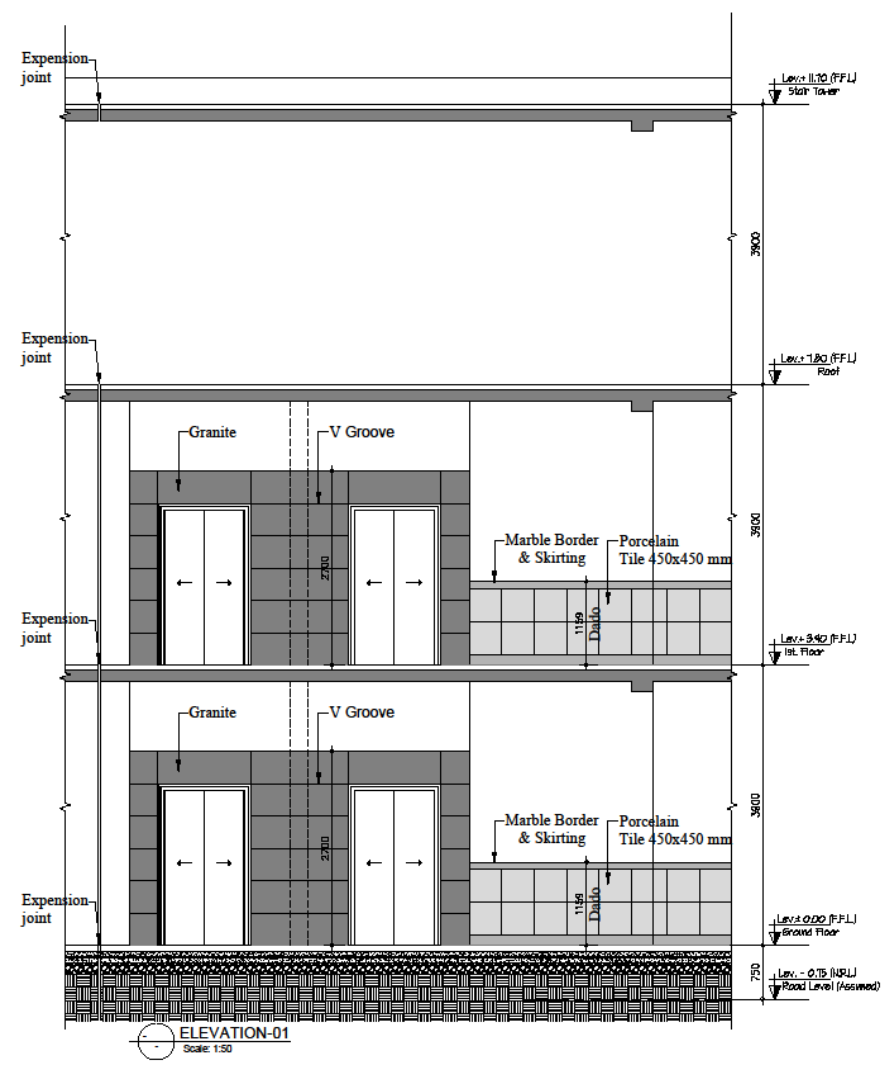 Expension
joint
Lev.+ 11.70 (F.F.L)
Stair Tower
3900
Expension
joint
Lev.+ 7.80 (F.F.L)
Roof
Granite
V Groove
3900
2700
Marble Border
& Skirting
Porcelain
Tile 450x450 mm
1159
Dado
Expension
joint
Lev.+ 3.90 (F.F.L)
1st. Floor
Granite
V Groove
3900
2700
Marble Border
& Skirting
Porcelain
Tile 450x450 mm
1159
Dado
Expension
joint
Lev.± 0.00 (F.F.L)
Ground Floor
750
Lev. - 0.75 (N.R.L)
Road Level (Assumed)
ELEVATION-01
Scale: 1:50